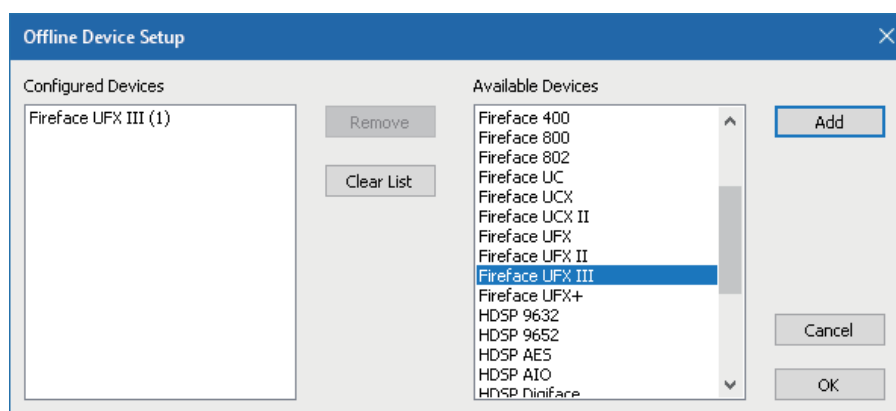 Offline Device Setup
Configured Devices
Fireface UFX III (1)
Remove
Clear List
Available Devices
Fireface 400
Fireface 800
Fireface 802
Fireface UC
Fireface UCX
Fireface UCX II
Fireface UFX
Fireface UFX II
Fireface UFX III
Fireface UFX+
HDSP 9632
HDSP 9652
HDSP AES
HDSP AIO
HDSP Digiface
Add
Cancel
OK